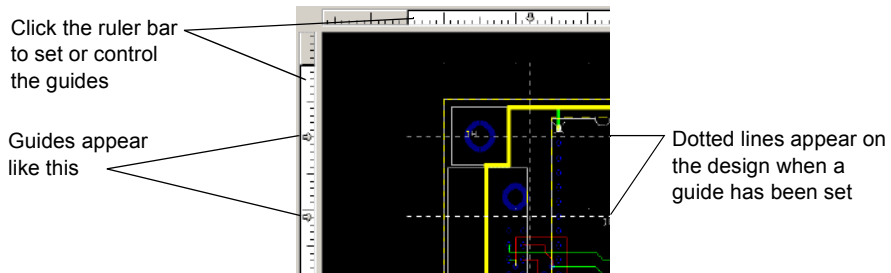 Click the ruler bar
to set or control
the guides
Guides appear
like this
Dotted lines appear on
the design when a
guide has been set